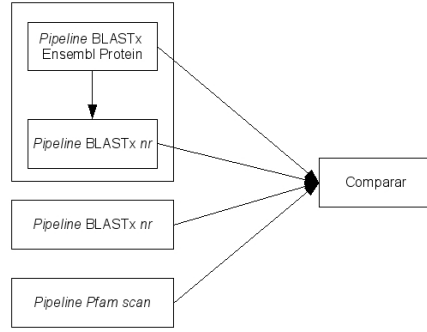 Pipeline BLASTx
Ensembl Protein
Pipeline BLASTx nr
Comparar
Pipeline BLASTx nr
Pipeline Pfam scan